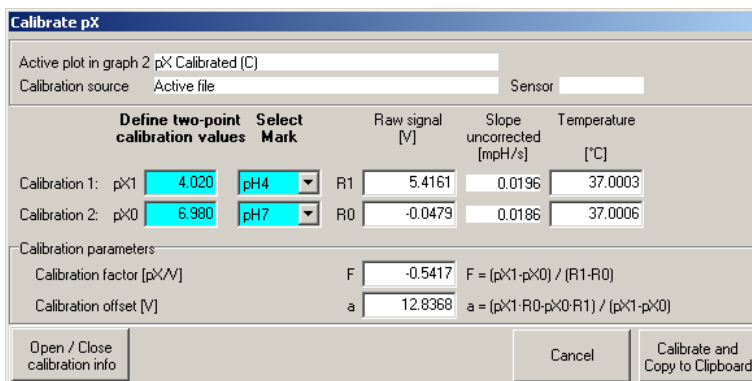 Calibrate pX
Active plot in graph 2 pX Calibrated (C)
Calibration source Active file Sensor
Define two-point Select Raw signal Slope Temperature
calibration values Mark [V] uncorrected
[mpH/s] [°C]
Calibration 1: pX1 4.020 pH4 R1 5.4161 0.0196 37.0003
Calibration 2: pX0 6.980 pH7 R0 -0.0479 0.0186 37.0006
Calibration parameters
Calibration factor [pX/V] F -0.5417 F = (pX1-pX0) / (R1-R0)
Calibration offset [V] a 12.8368 a = (pX1·R0-pX0·R1) / (pX1-pX0)
Open / Close Cancel Calibrate and
calibration info Copy to Clipboard